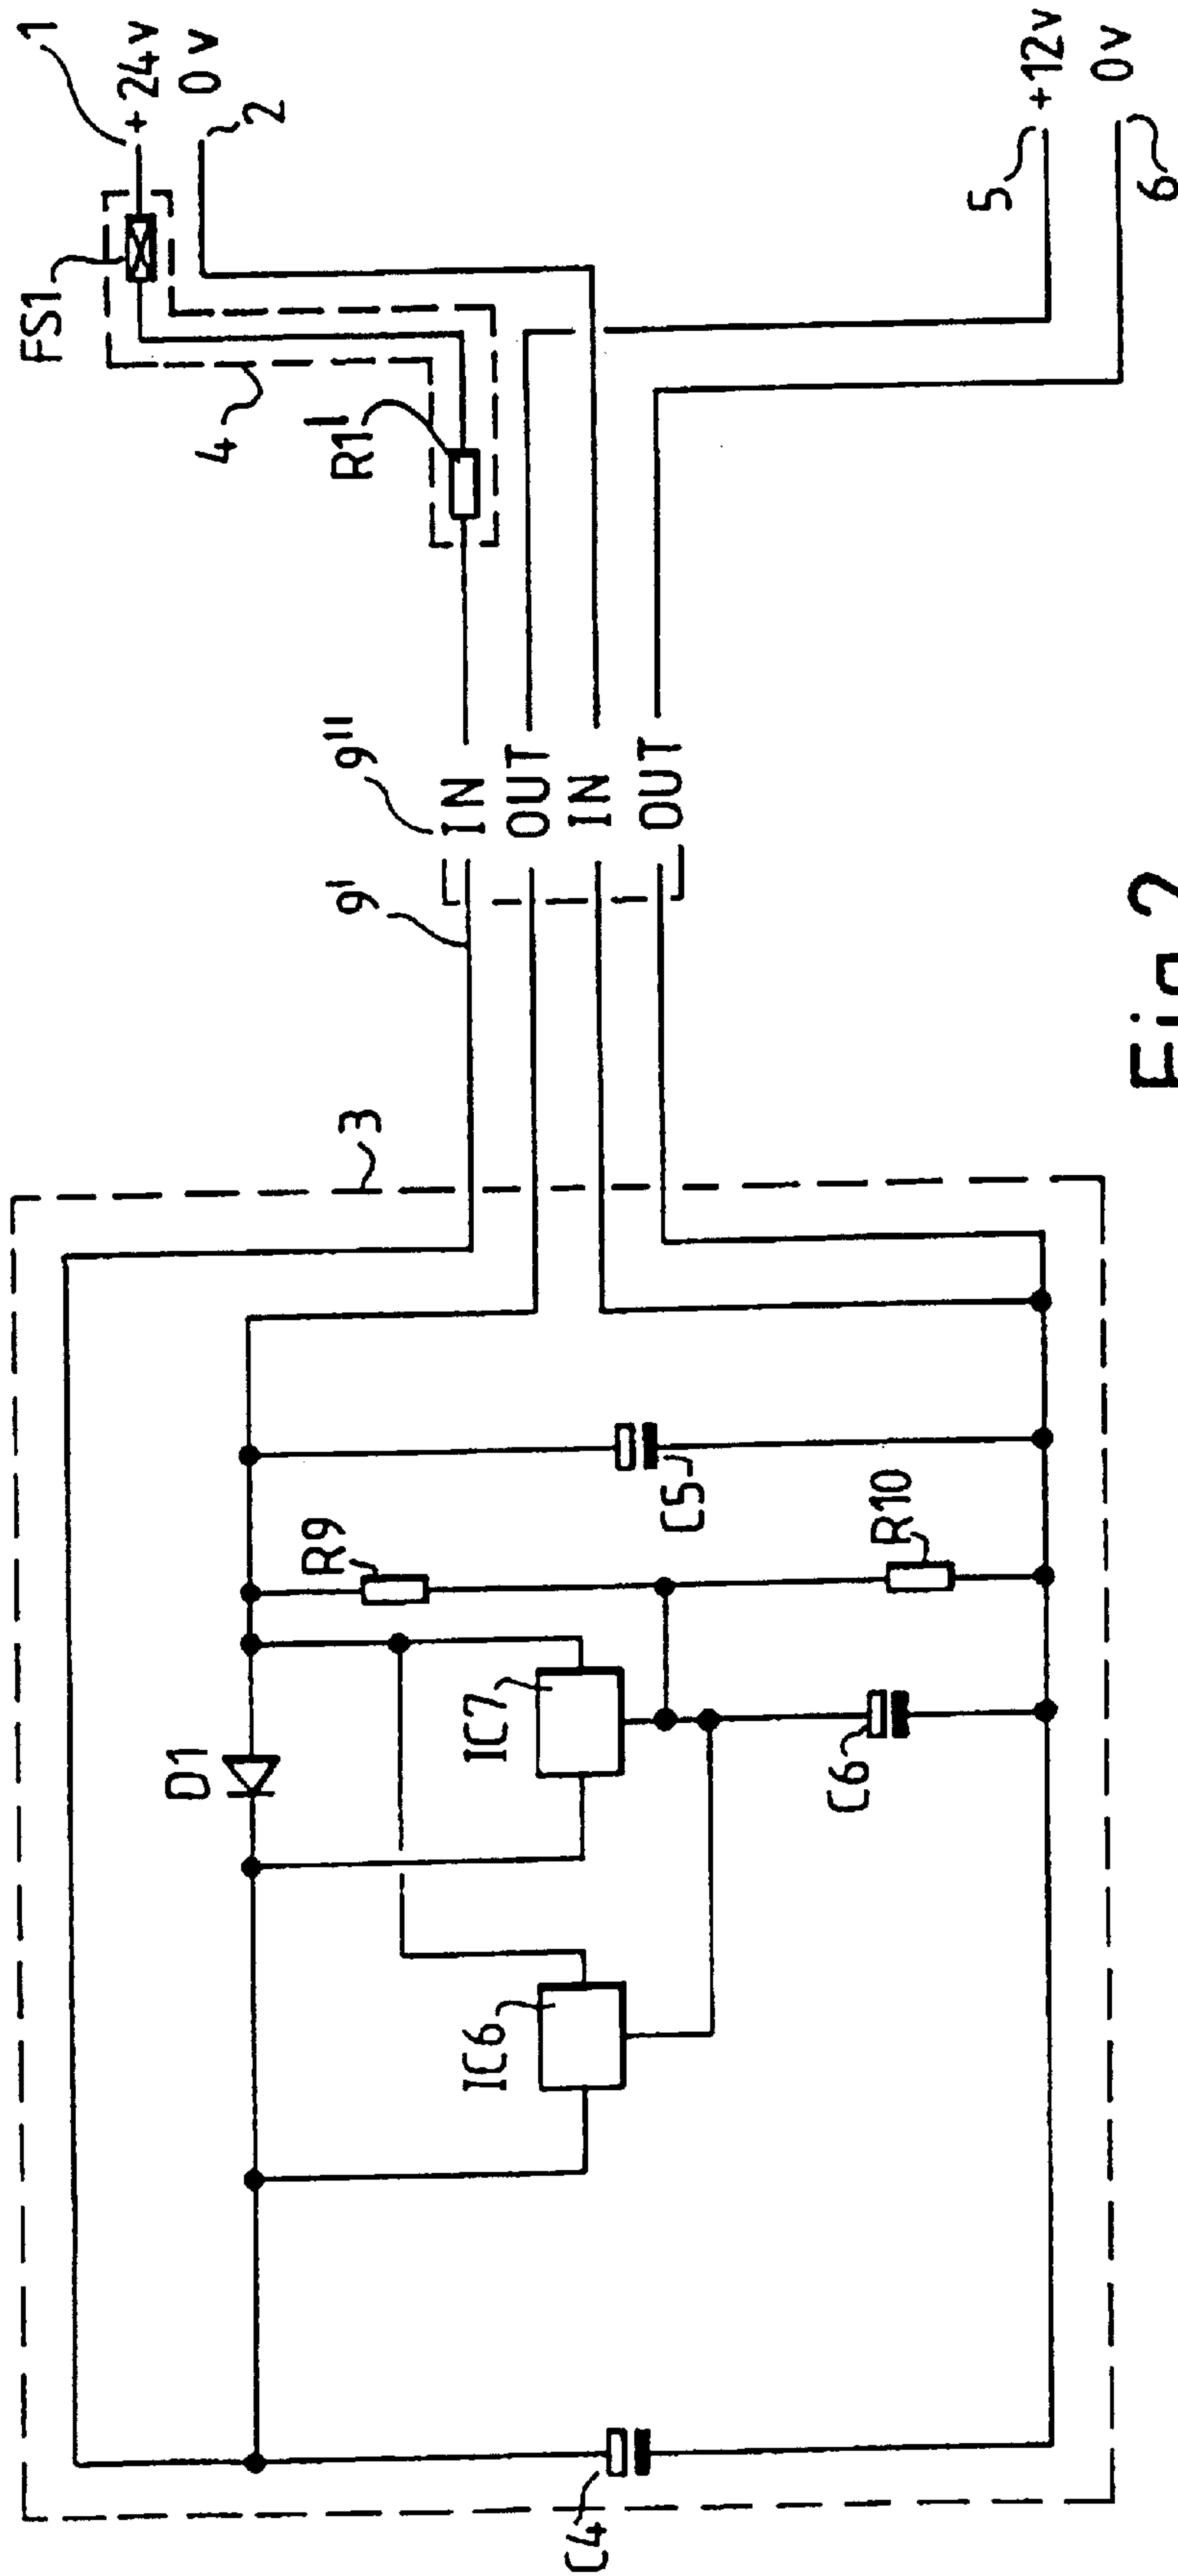 1
+24v
0v
2
FS1
4
R1'
5
+12v
0v
6
9''
IN
OUT
IN
OUT
9'
3
D1
R9
IC7
IC6
C5
R10
C6
C4
Fig.2